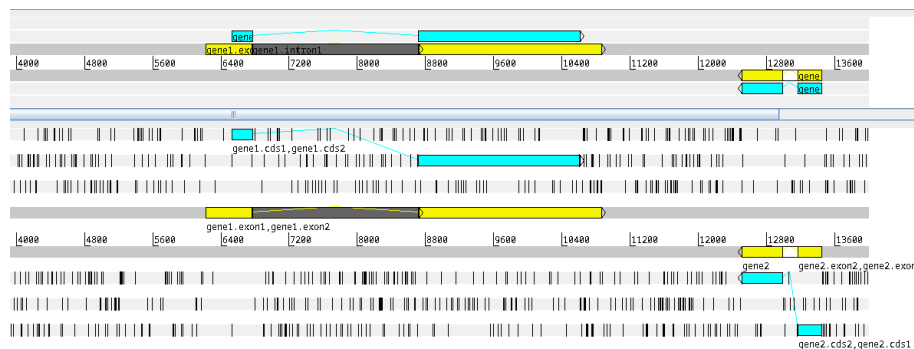 gene
gene1.exo gene1.intron1
4000 4800 5600 6400 7200 8000 8800 9600 10400 11200 12000 12800 13600
gene
gene
gene1.cds1,gene1.cds2
gene1.exon1,gene1.exon2
4000 4800 5600 6400 7200 8000 8800 9600 10400 11200 12000 12800 13600
gene2 gene2.exon2,gene2.exon
gene2.cds2,gene2.cds1